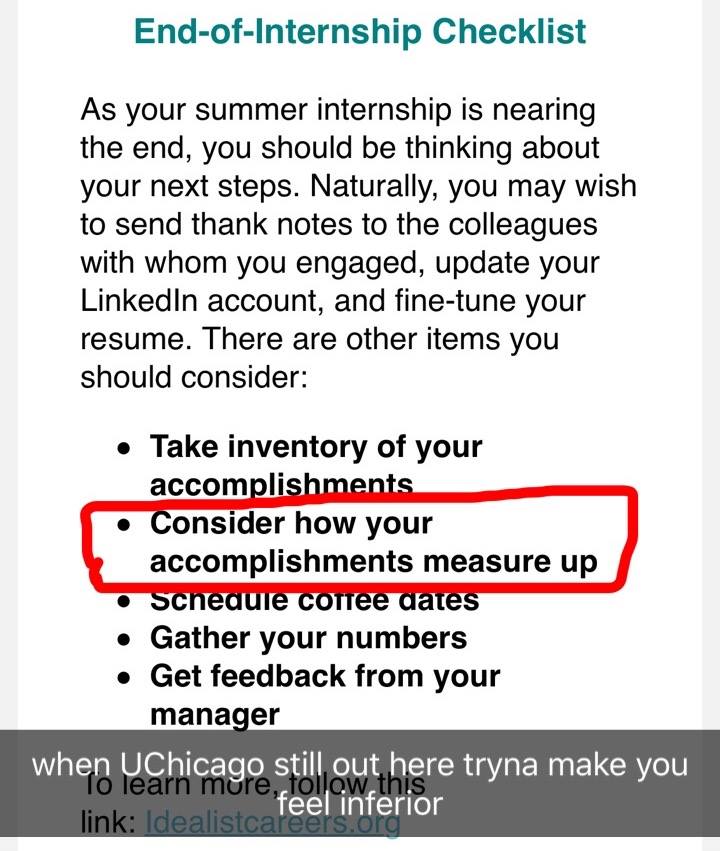 End-of-Internship Checklist
As your summer internship is nearing
the end, you should be thinking about
your next steps. Naturally, you may wish
to send thank notes to the colleagues
with whom you engaged, update your
LinkedIn account, and fine-tune your
resume. There are other items you
should consider:
• Take inventory of your
accomplishments
• Consider how your
accomplishments measure up
• Schedule coffee dates
• Gather your numbers
• Get feedback from your
manager
when UChicago still out here tryna make you
To learn more, follow this
feel inferior
link: Idealistcareers.org